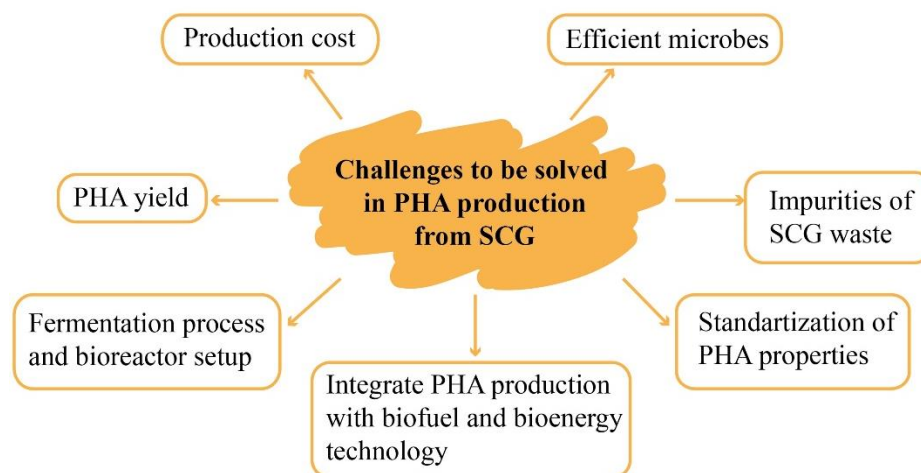 Production cost
Efficient microbes
Challenges to be solved
in PHA production
from SCG
PHA yield
Impurities of
SCG waste
Fermentation process
and bioreactor setup
Standartization of
PHA properties
Integrate PHA production
with biofuel and bioenergy
technology